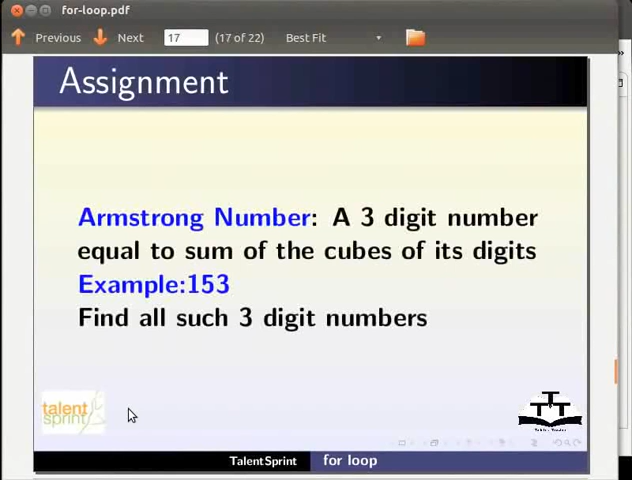 for-loop.pdf
Previous Next 17 (17 of 22) Best Fit
Assignment
Armstrong Number: A 3 digit number
equal to sum of the cubes of its digits
Example:153
Find all such 3 digit numbers
talent
sprint
TTT
TalentSprint for loop